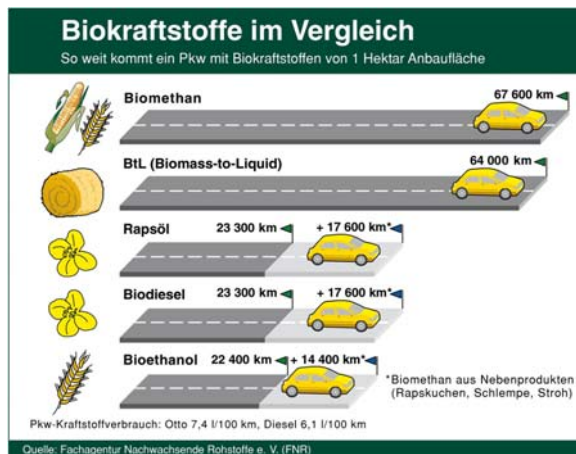 Biokraftstoffe im Vergleich
So weit kommt ein Pkw mit Biokraftstoffen von 1 Hektar Anbaufläche
Biomethan
67 600 km
BtL (Biomass-to-Liquid)
64 000 km
Rapsöl 23 300 km + 17 600 km*
Biodiesel 23 300 km + 17 600 km*
Bioethanol 22 400 km + 14 400 km*
*Biomethan aus Nebenprodukten
(Rapskuchen, Schlempe, Stroh)
Pkw-Kraftstoffverbrauch: Otto 7,4 l/100 km, Diesel 6,1 l/100 km
Quelle: Fachagentur Nachwachsende Rohstoffe e. V. (FNR)